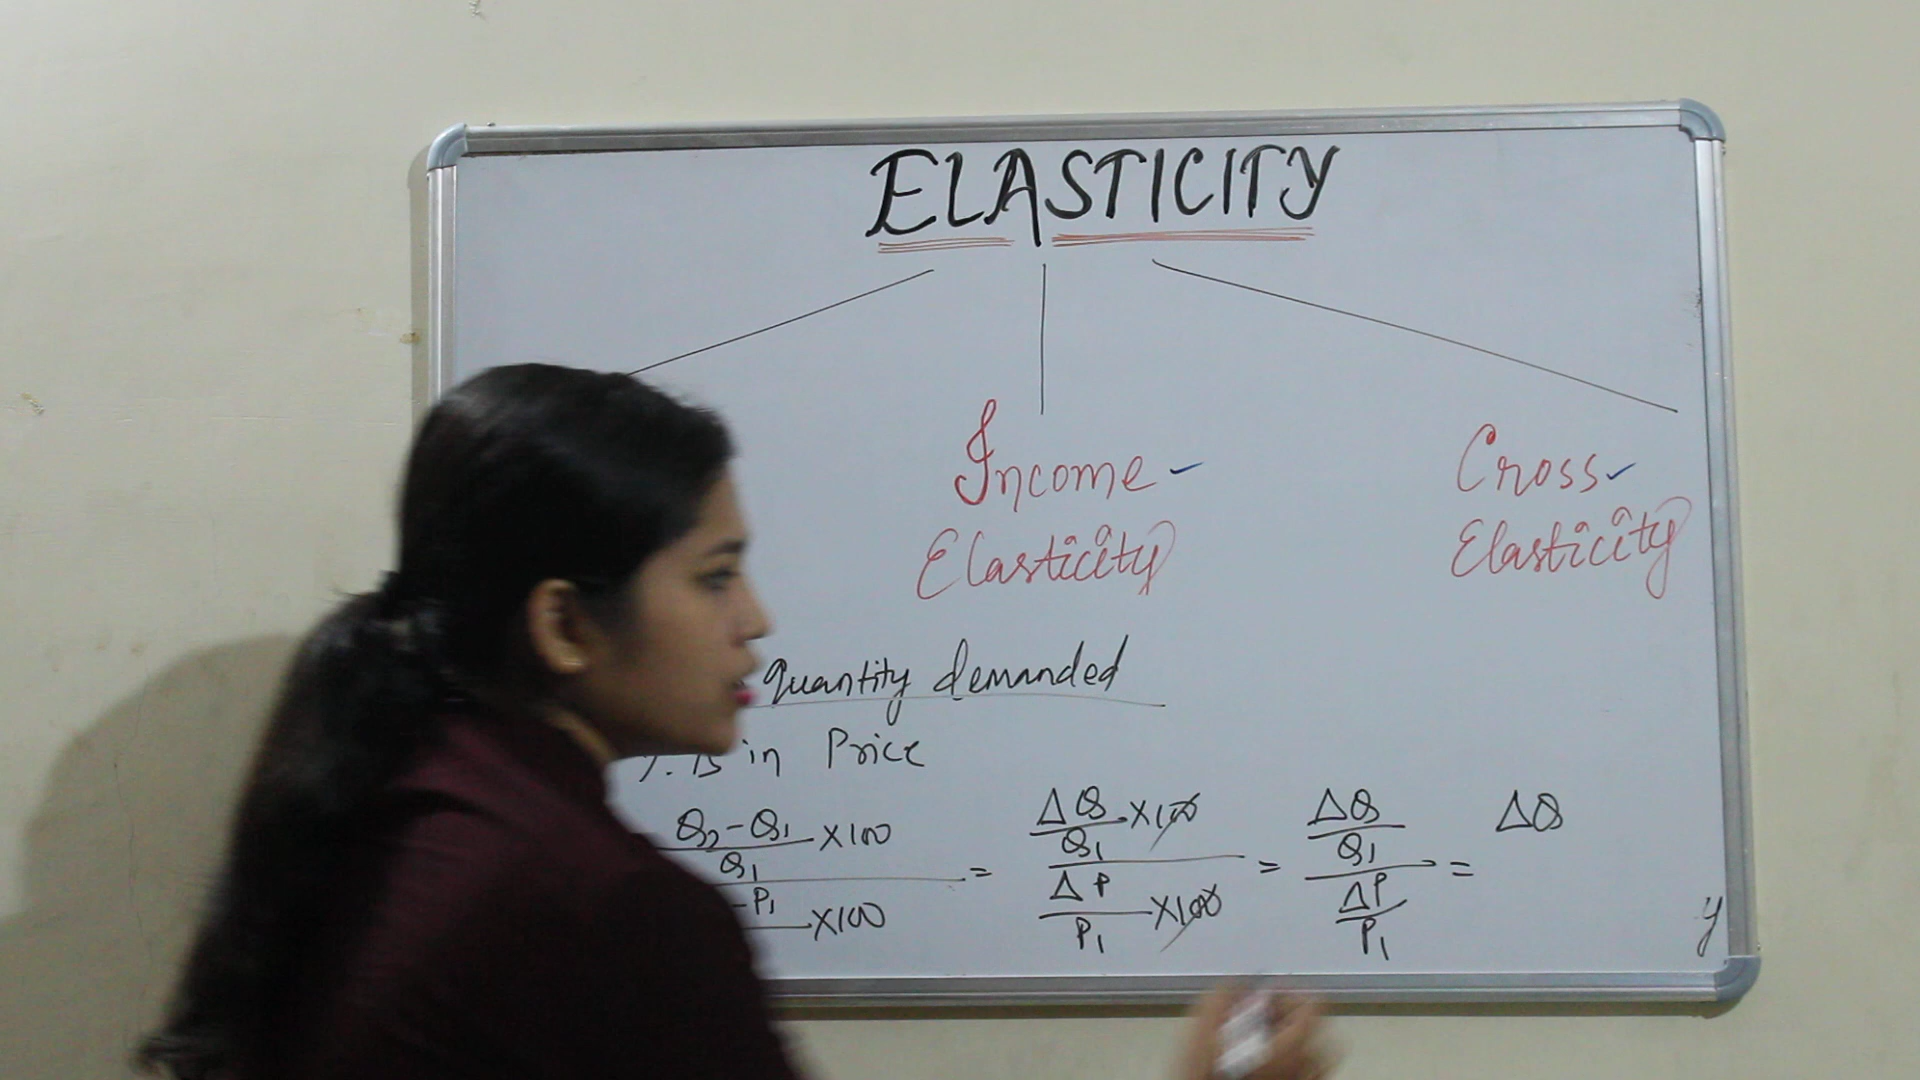 ELASTICITY
Income
Elasticity
Cross
Elasticity
quantity demanded
in Price
Q2-Q1 X100
Q1
-P1 X100
=
ΔQ X100
Q1
ΔP X100
P1
=
ΔQ
Q1
ΔP
P1
=
ΔQ
y